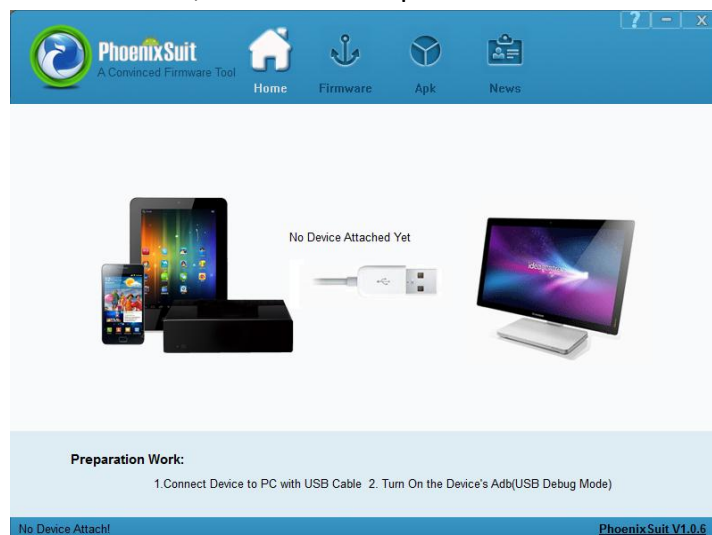 ? - x
PhoenixSuit
A Convinced Firmware Tool
Home Firmware Apk News
No Device Attached Yet
Preparation Work:
1.Connect Device to PC with USB Cable 2. Turn On the Device's Adb(USB Debug Mode)
No Device Attach! PhoenixSuit V1.0.6